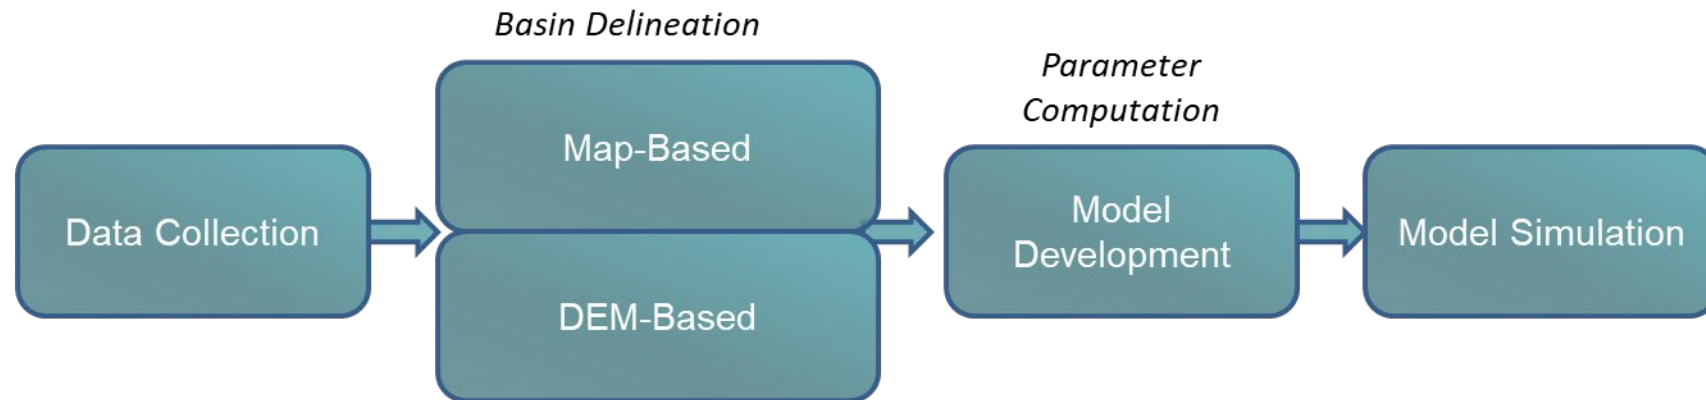 Basin Delineation
Parameter
Computation
Data Collection
Map-Based
DEM-Based
Model
Development
Model Simulation